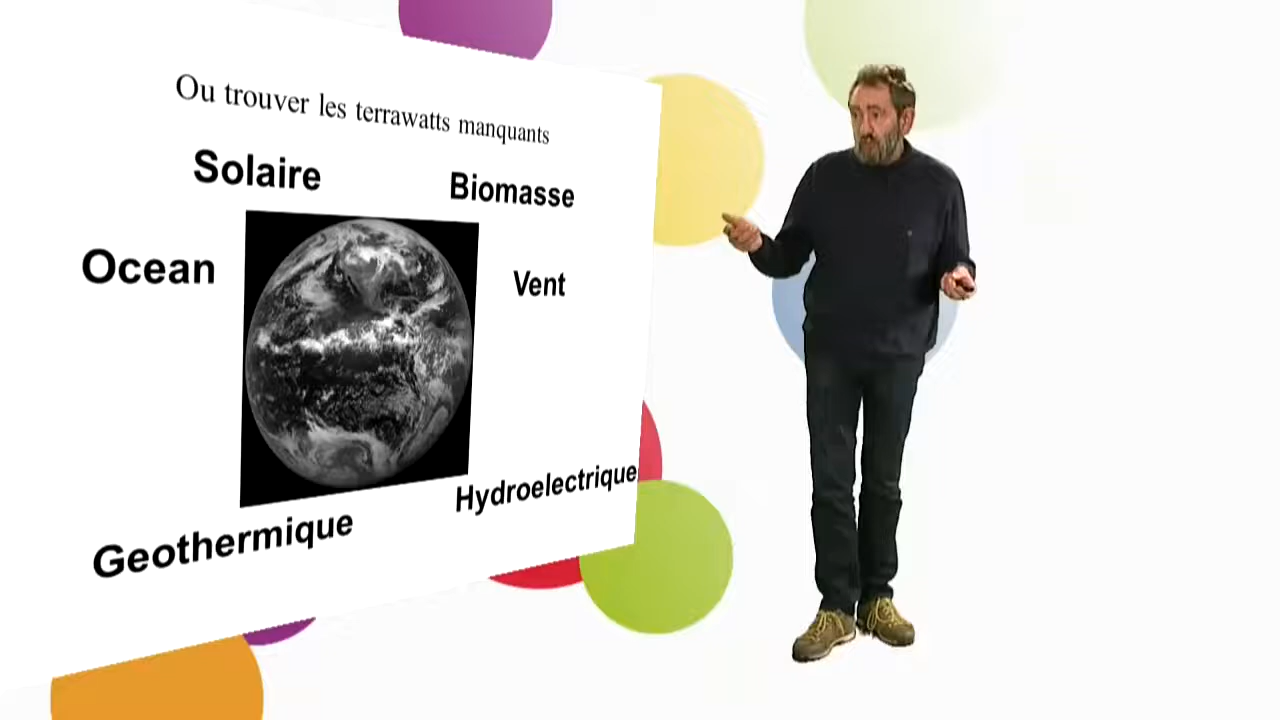 Ou trouver les terrawatts manquants
Solaire
Biomasse
Ocean
Vent
Hydroelectrique
Geothermique